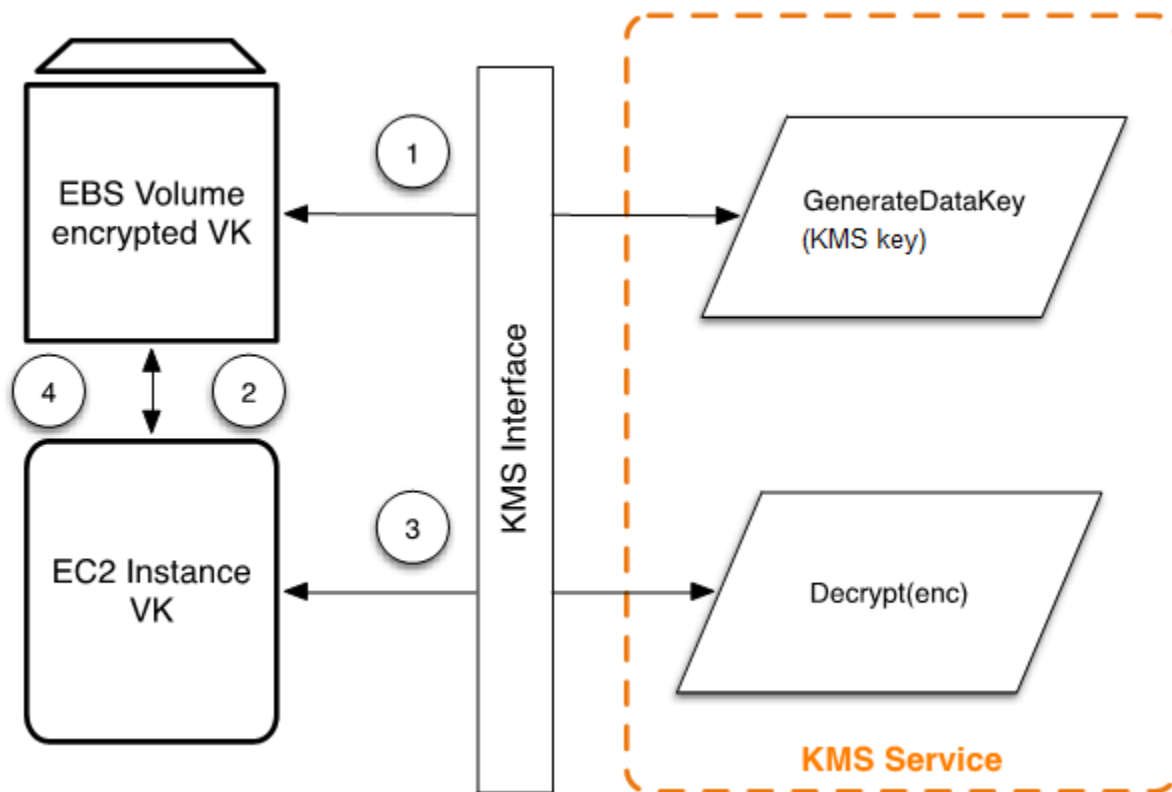 EBS Volume
encrypted VK
1
GenerateDataKey
(KMS key)
4
2
KMS Interface
EC2 Instance
VK
3
Decrypt(enc)
KMS Service